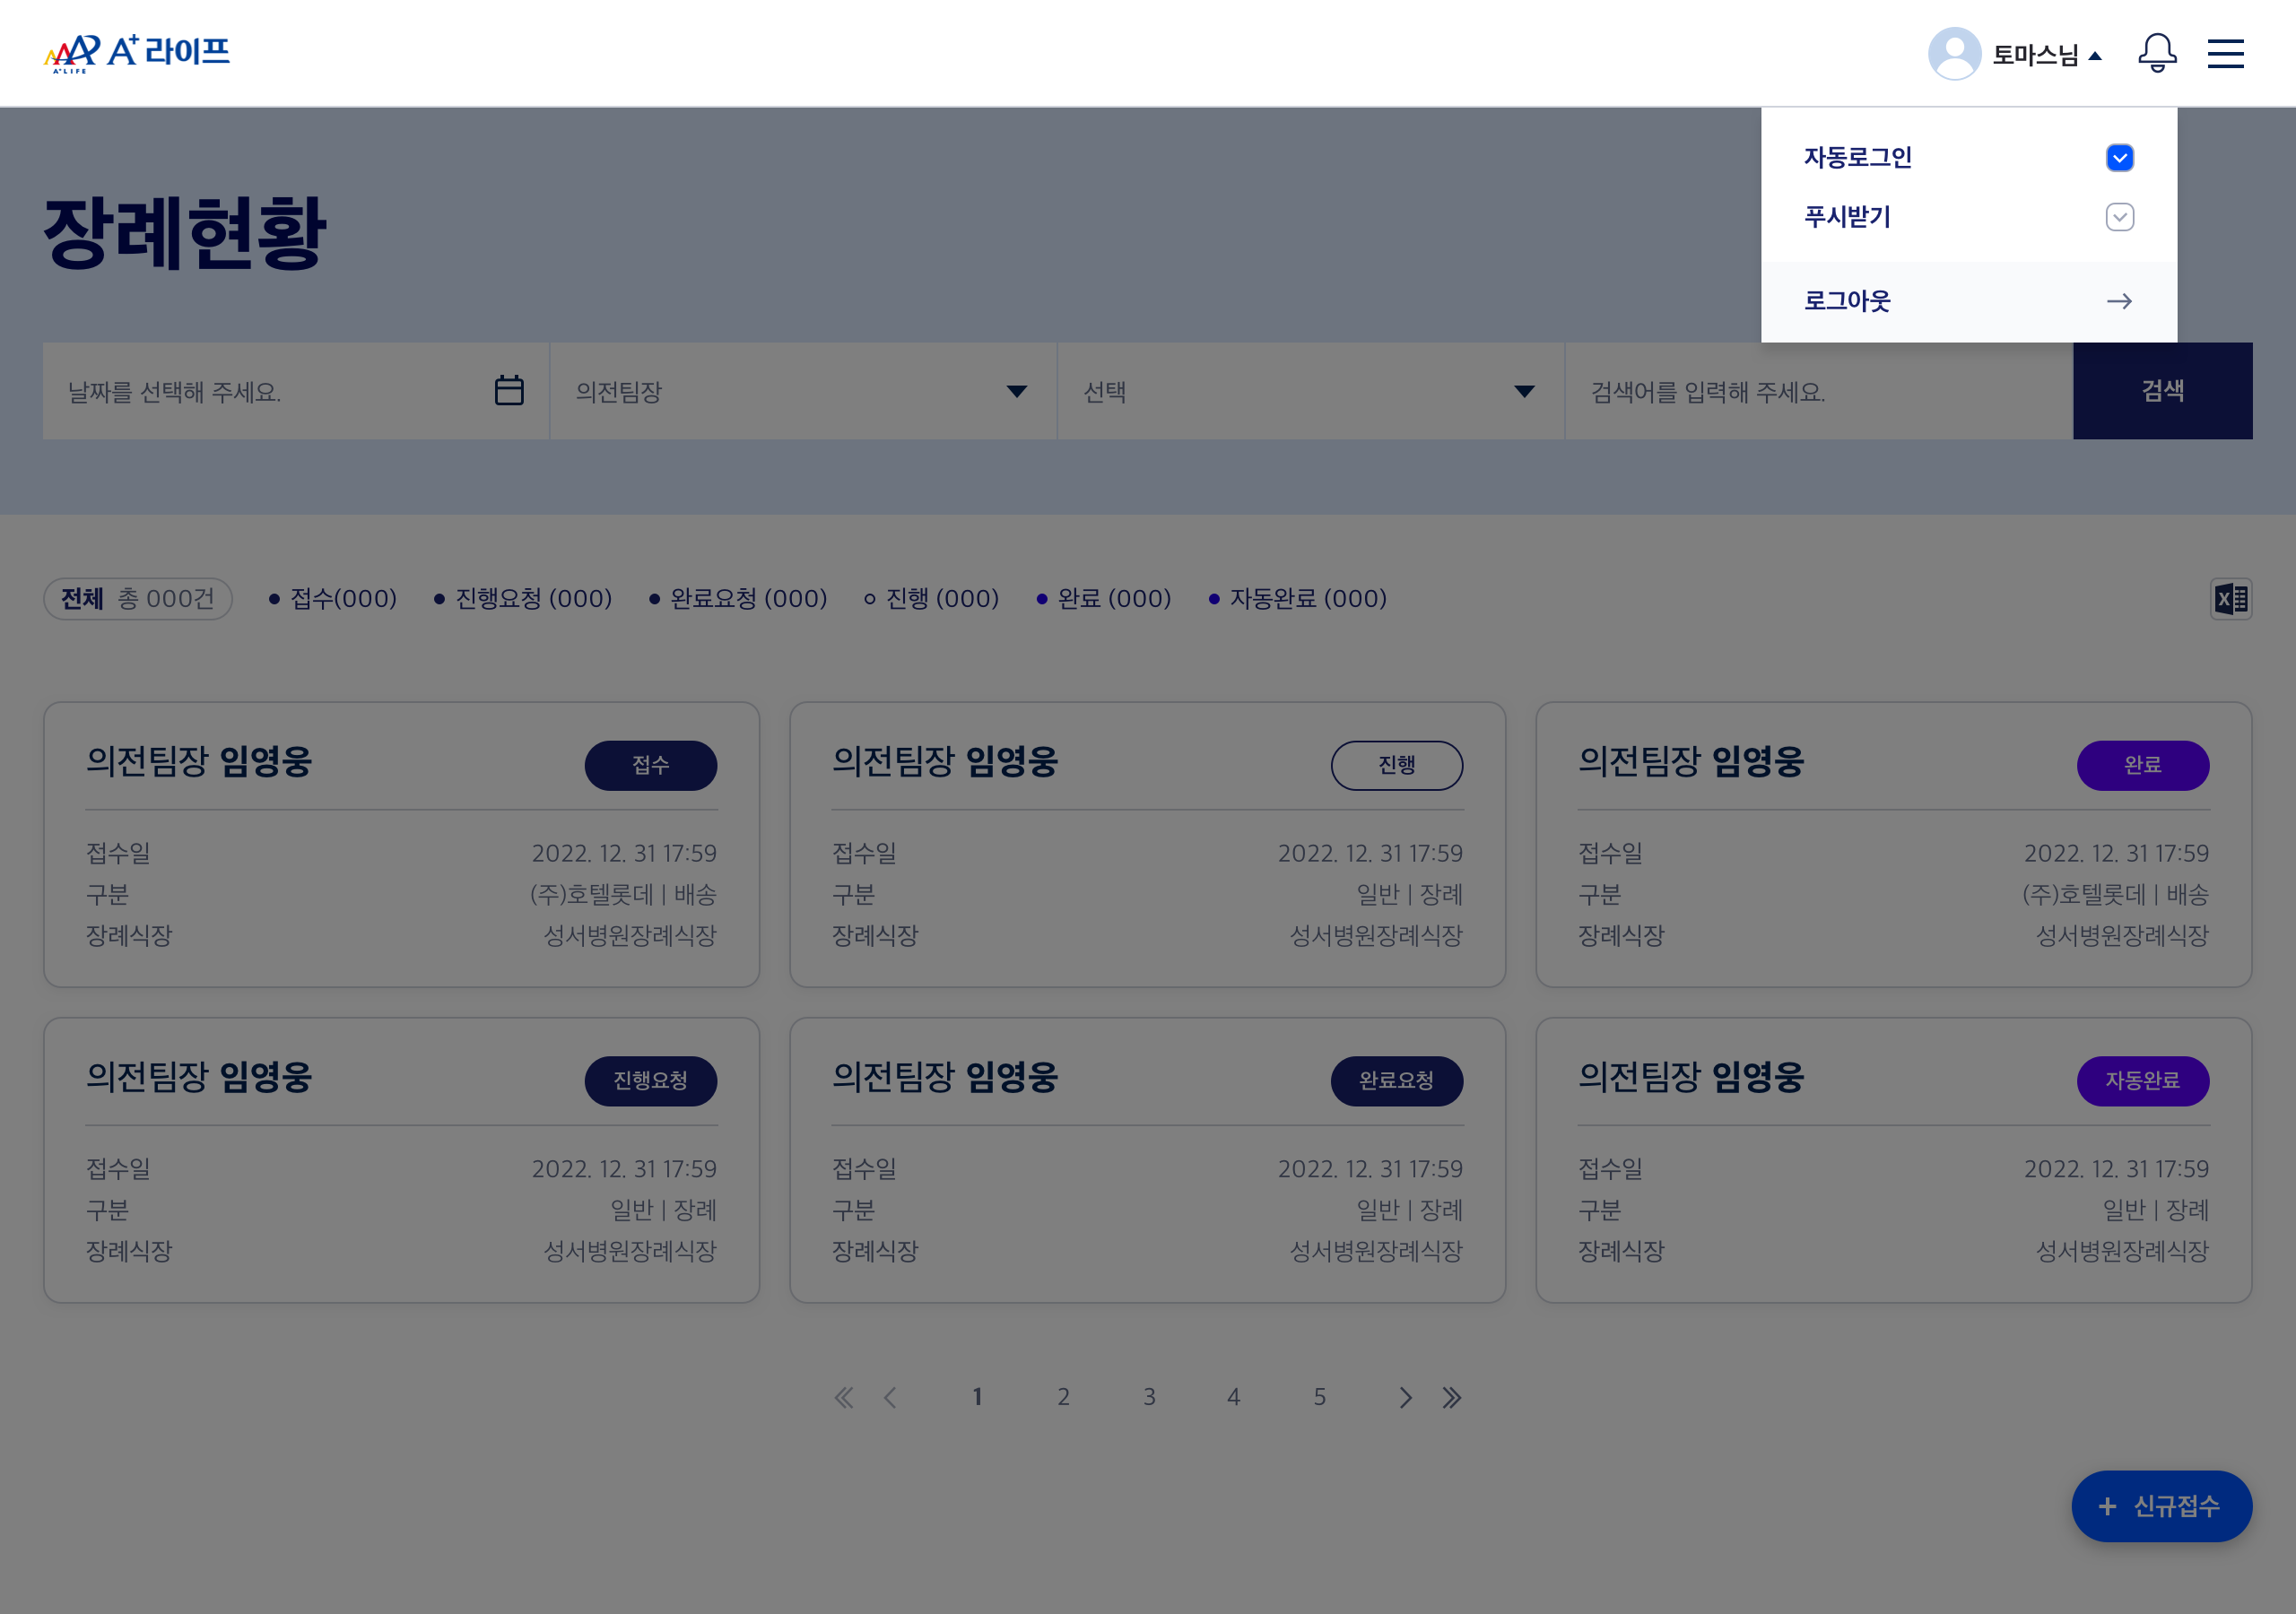 A+LIFE A+ 라이프
토마스님
자동로그인
푸시받기
로그아웃
장례현황
날짜를 선택해 주세요. 의전팀장 선택 검색어를 입력해 주세요. 검색
전체 총 000건 접수(000) 진행요청 (000) 완료요청 (000) 진행 (000) 완료 (000) 자동완료 (000)
의전팀장 임영웅 접수
접수일 2022. 12. 31 17:59
구분 (주)호텔롯데 | 배송
장례식장 성서병원장례식장
의전팀장 임영웅 진행
접수일 2022. 12. 31 17:59
구분 일반 | 장례
장례식장 성서병원장례식장
의전팀장 임영웅 완료
접수일 2022. 12. 31 17:59
구분 (주)호텔롯데 | 배송
장례식장 성서병원장례식장
의전팀장 임영웅 진행요청
접수일 2022. 12. 31 17:59
구분 일반 | 장례
장례식장 성서병원장례식장
의전팀장 임영웅 완료요청
접수일 2022. 12. 31 17:59
구분 일반 | 장례
장례식장 성서병원장례식장
의전팀장 임영웅 자동완료
접수일 2022. 12. 31 17:59
구분 일반 | 장례
장례식장 성서병원장례식장
1 2 3 4 5
+ 신규접수